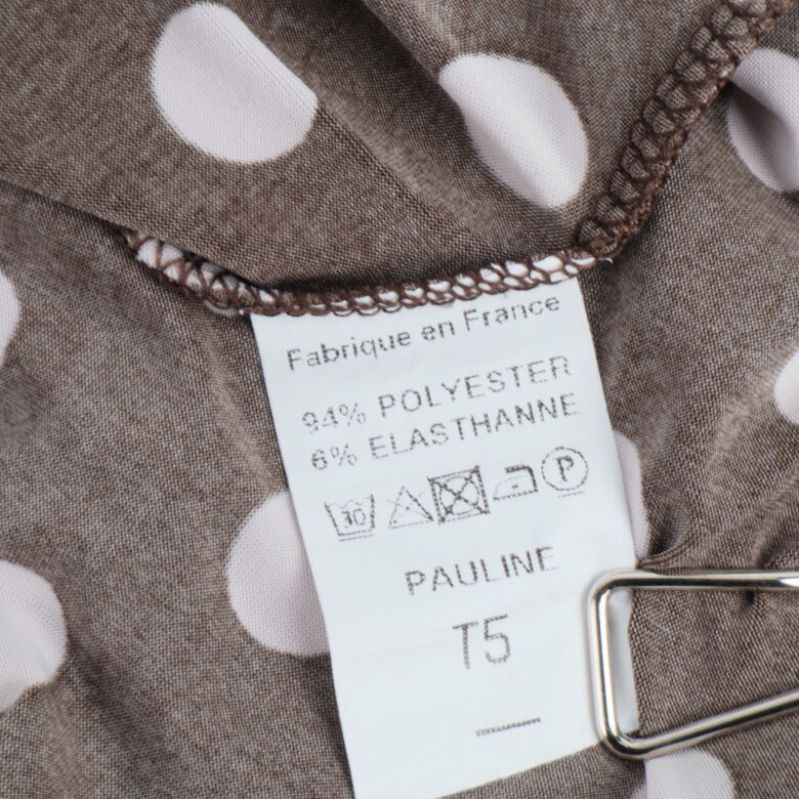 Fabrique en France
94% POLYESTER
6% ELASTHANNE
30 P
PAULINE
T5